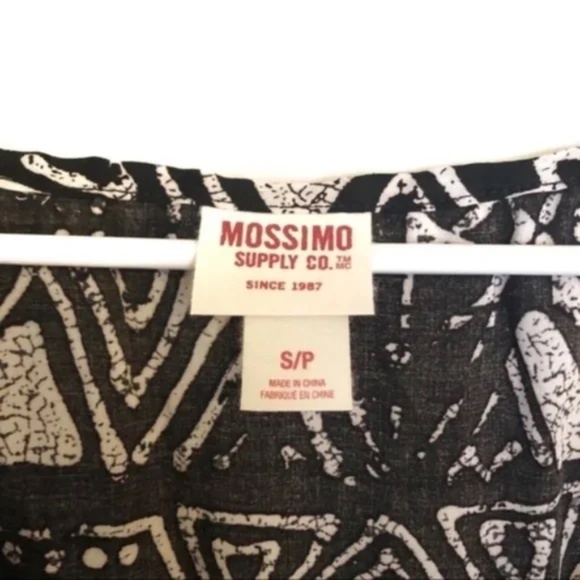 MOSSIMO
SUPPLY CO.™ MC
SINCE 1987
S/P
MADE IN CHINA
FABRIQUÉ EN CHINE